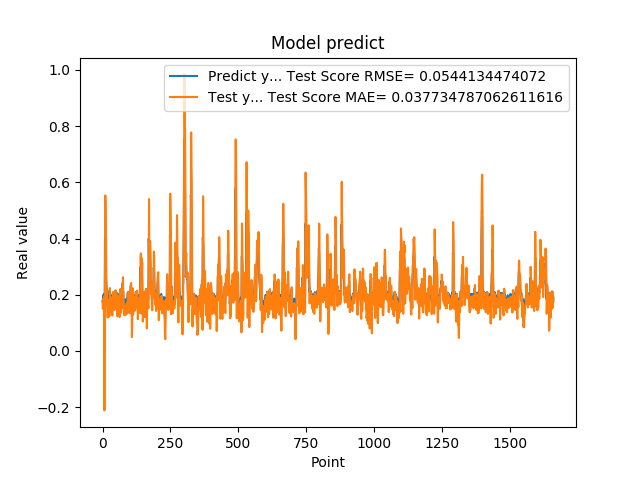 Model predict
Predict y... Test Score RMSE= 0.0544134474072
Test y... Test Score MAE= 0.037734787062611616
1.0
0.8
0.6
0.4
0.2
0.0
−0.2
Real value
0 250 500 750 1000 1250 1500
Point